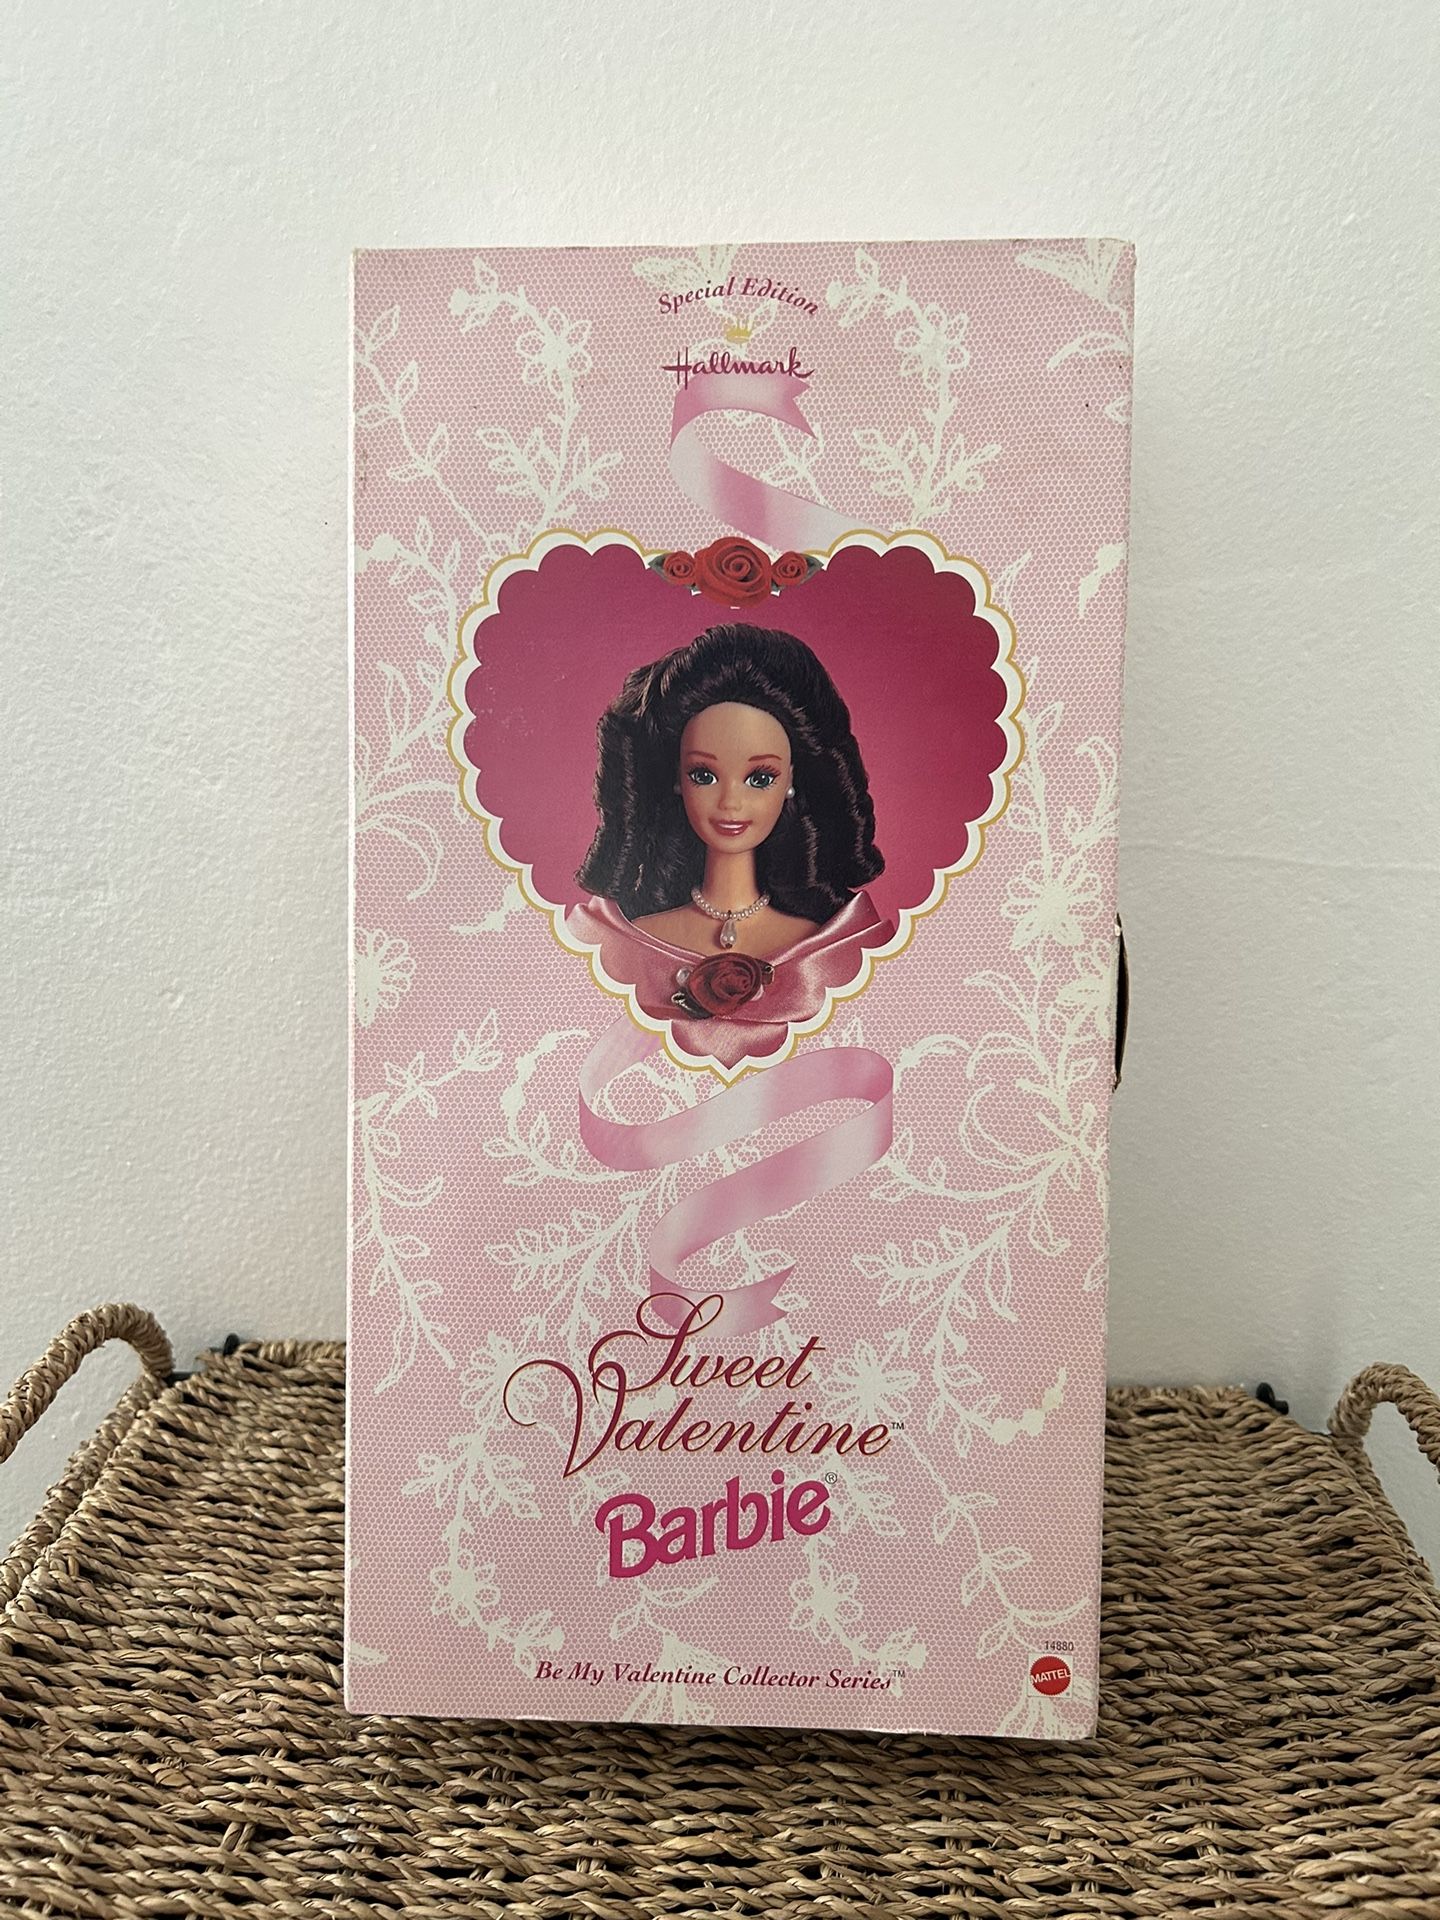 Special Edition
Hallmark
Sweet
Valentine™
Barbie®
14880
Be My Valentine Collector Series™
MATTEL